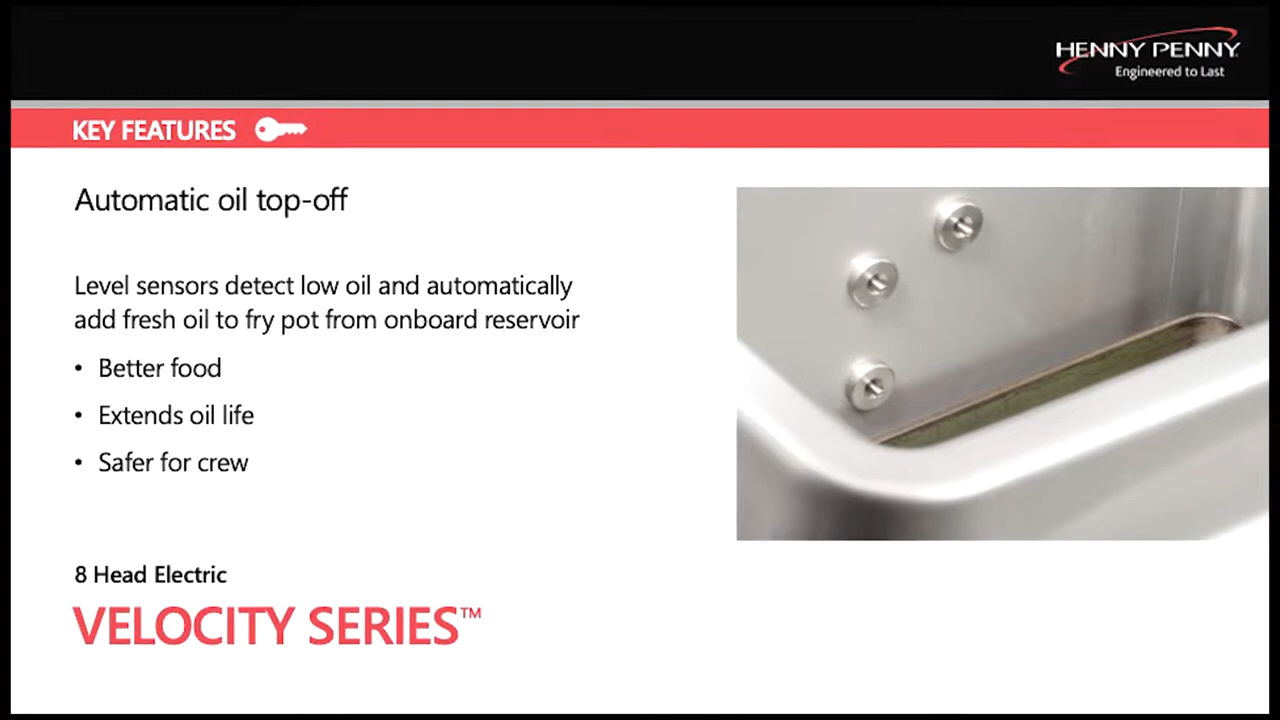 HENNY PENNY
Engineered to Last
KEY FEATURES
Automatic oil top-off
Level sensors detect low oil and automatically
add fresh oil to fry pot from onboard reservoir
• Better food
• Extends oil life
• Safer for crew
8 Head Electric
VELOCITY SERIES™